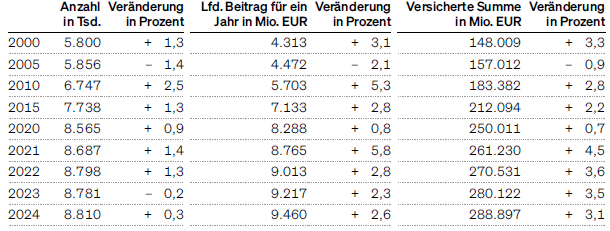 Anzahl in Tsd. Veränderung in Prozent Lfd. Beitrag für ein Jahr in Mio. EUR Veränderung in Prozent Versicherte Summe in Mio. EUR Veränderung in Prozent
2000 5.800 + 1,3 4.313 + 3,1 148.009 + 3,3
2005 5.856 – 1,4 4.472 – 2,1 157.012 – 0,9
2010 6.747 + 2,5 5.703 + 5,3 183.382 + 2,8
2015 7.738 + 1,3 7.133 + 2,8 212.094 + 2,2
2020 8.565 + 0,9 8.288 + 0,8 250.011 + 0,7
2021 8.687 + 1,4 8.765 + 5,8 261.230 + 4,5
2022 8.798 + 1,3 9.013 + 2,8 270.531 + 3,6
2023 8.781 – 0,2 9.217 + 2,3 280.122 + 3,5
2024 8.810 + 0,3 9.460 + 2,6 288.897 + 3,1